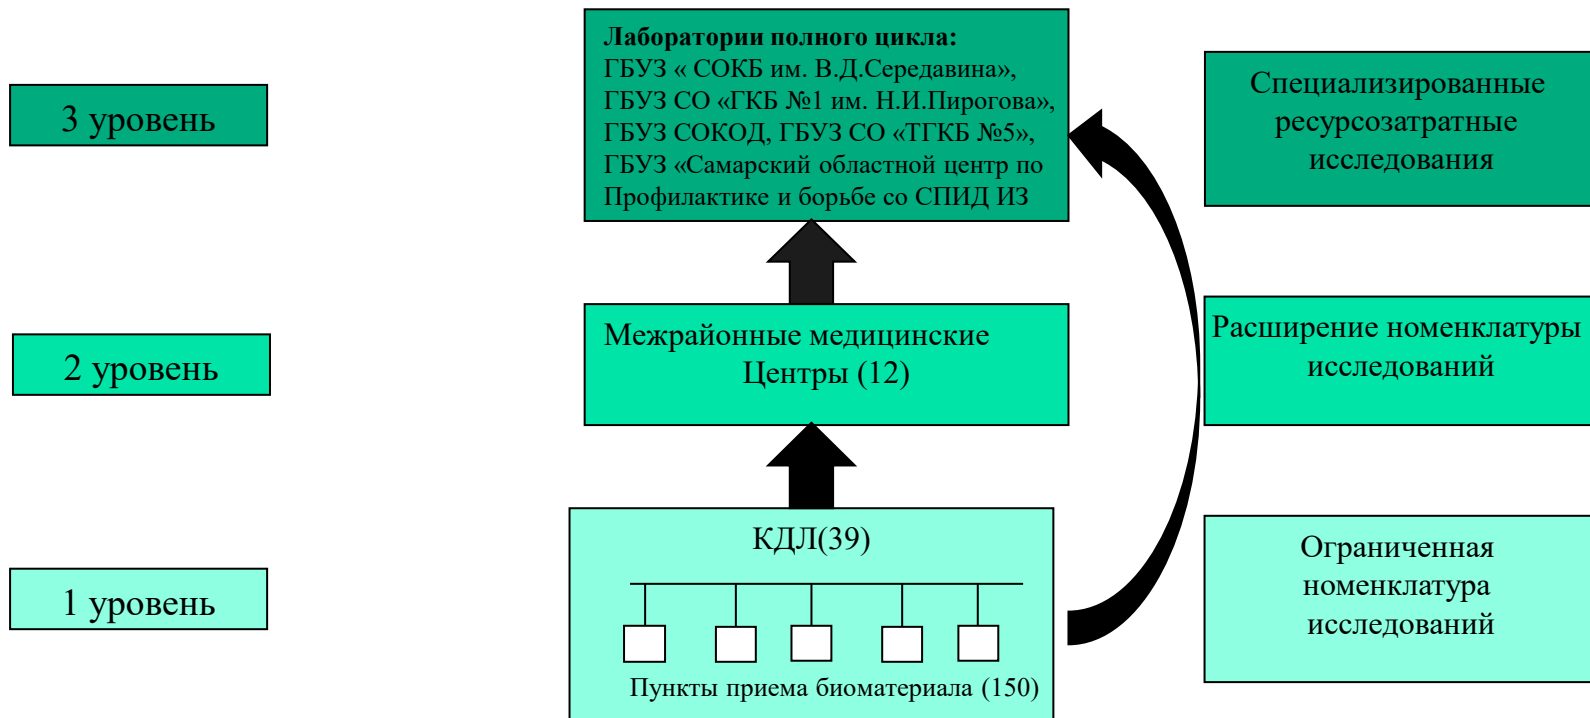 3 уровень
Лаборатории полного цикла:
ГБУЗ « СОКБ им. В.Д.Середавина»,
ГБУЗ СО «ГКБ №1 им. Н.И.Пирогова»,
ГБУЗ СОКОД, ГБУЗ СО «ТГКБ №5»,
ГБУЗ «Самарский областной центр по
Профилактике и борьбе со СПИД ИЗ
Специализированные
ресурсозатратные
исследования
2 уровень
Межрайонные медицинские
Центры (12)
Расширение номенклатуры
исследований
1 уровень
КДЛ(39)
Пункты приема биоматериала (150)
Ограниченная
номенклатура
исследований